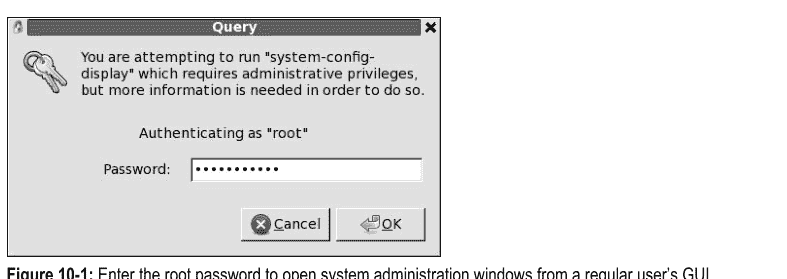 Query
You are attempting to run "system-config-
display" which requires administrative privileges,
but more information is needed in order to do so.
Authenticating as "root"
Password: •••••••••••
Cancel OK
Figure 10-1: Enter the root password to open system administration windows from a regular user's GUI